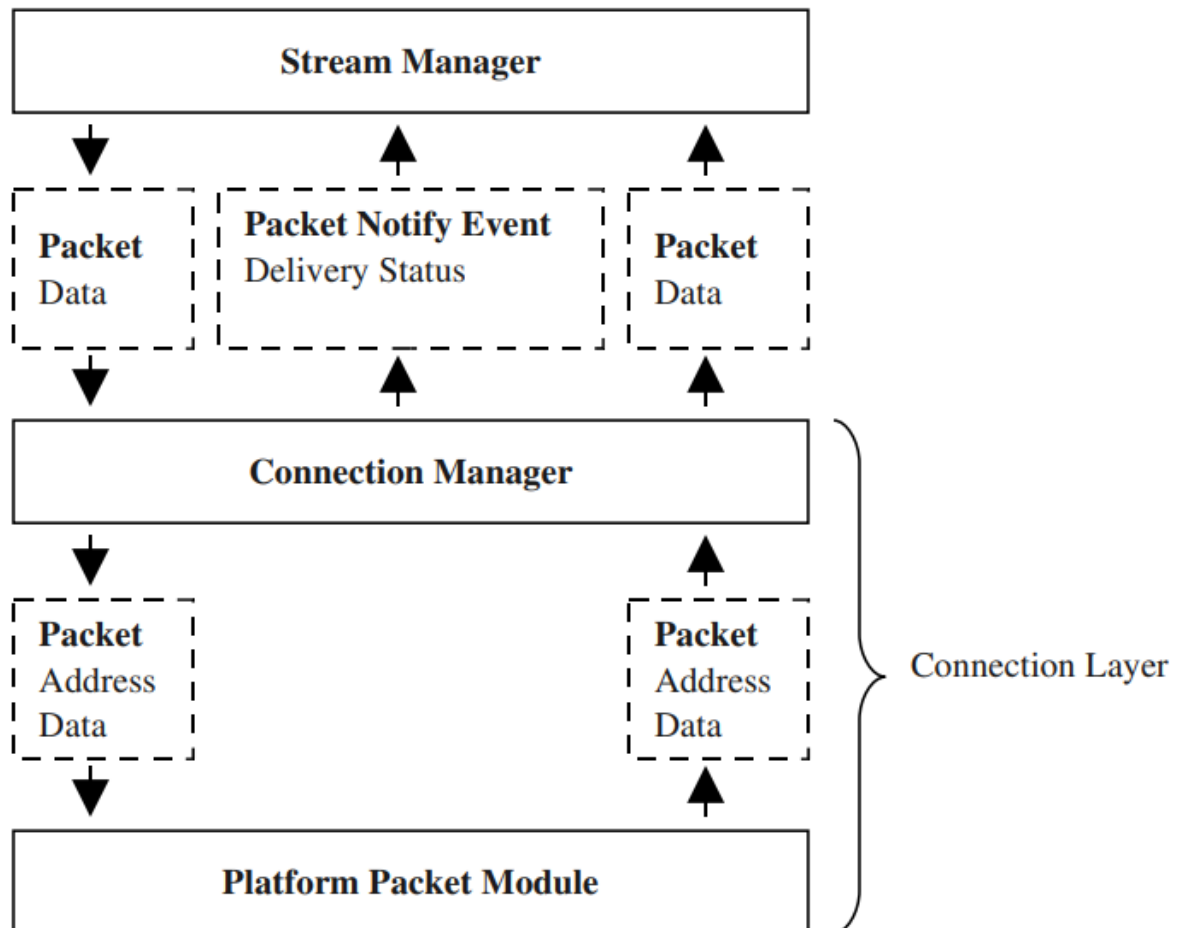 Stream Manager
Packet
Data
Packet Notify Event
Delivery Status
Packet
Data
Connection Manager
Packet
Address
Data
Packet
Address
Data
Connection Layer
Platform Packet Module